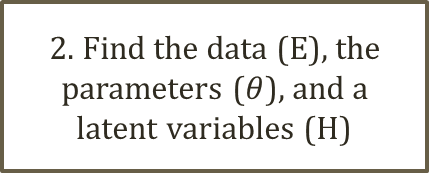 2. Find the data (E), the
parameters (𝜃), and a
latent variables (H)